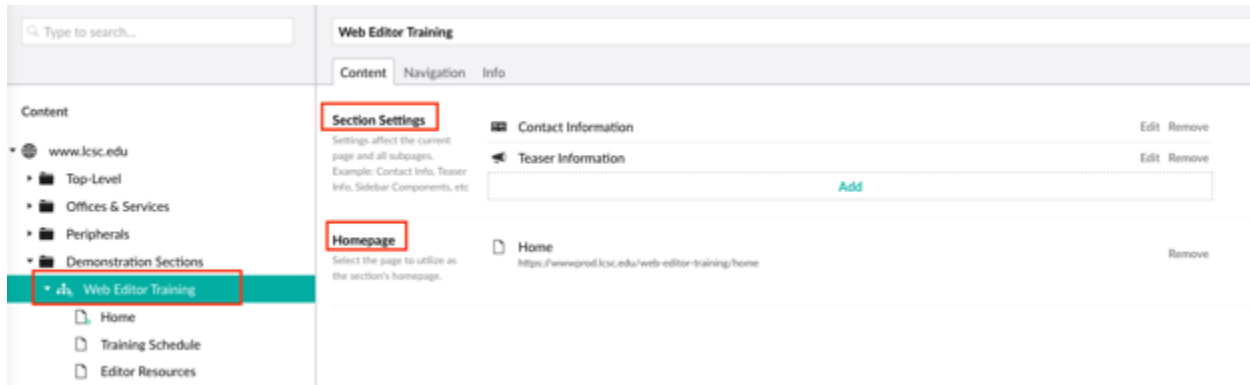 Type to search...
Content
www.lcsc.edu
Top-Level
Offices & Services
Peripherals
Demonstration Sections
Web Editor Training
Home
Training Schedule
Editor Resources
Web Editor Training
Content Navigation Info
Section Settings
Settings affect the current
page and all subpages.
Example: Contact Info, Teaser
Info, Sidebar Components, etc
Contact Information Edit Remove
Teaser Information Edit Remove
Add
Homepage
Select the page to utilize as
the section's homepage.
Home Remove
https://wwwprod.lcsc.edu/web-editor-training/home